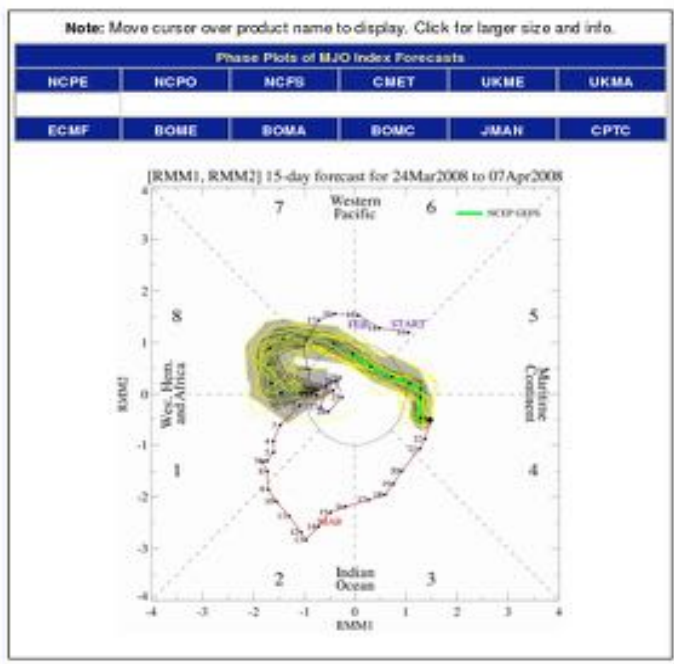 Note: Move cursor over product name to display. Click for larger size and info.
Phase Plots of MJO Index Forecasts
NCPE NCPO NCFS CMET UKME UKMA
ECMF BOME BOMA BOMC JMAN CPTC
[RMM1, RMM2] 15-day forecast for 24Mar2008 to 07Apr2008
4
7 Western 6
Pacific
NCEP GEFS
3
2
START
8 5
1
RMM2
Wes. Hem.
and Africa
0
Maritime
Continent
-1
1 4
-2
MAR
-3
2 Indian 3
Ocean
-4
-4 -3 -2 -1 0 1 2 3 4
RMM1